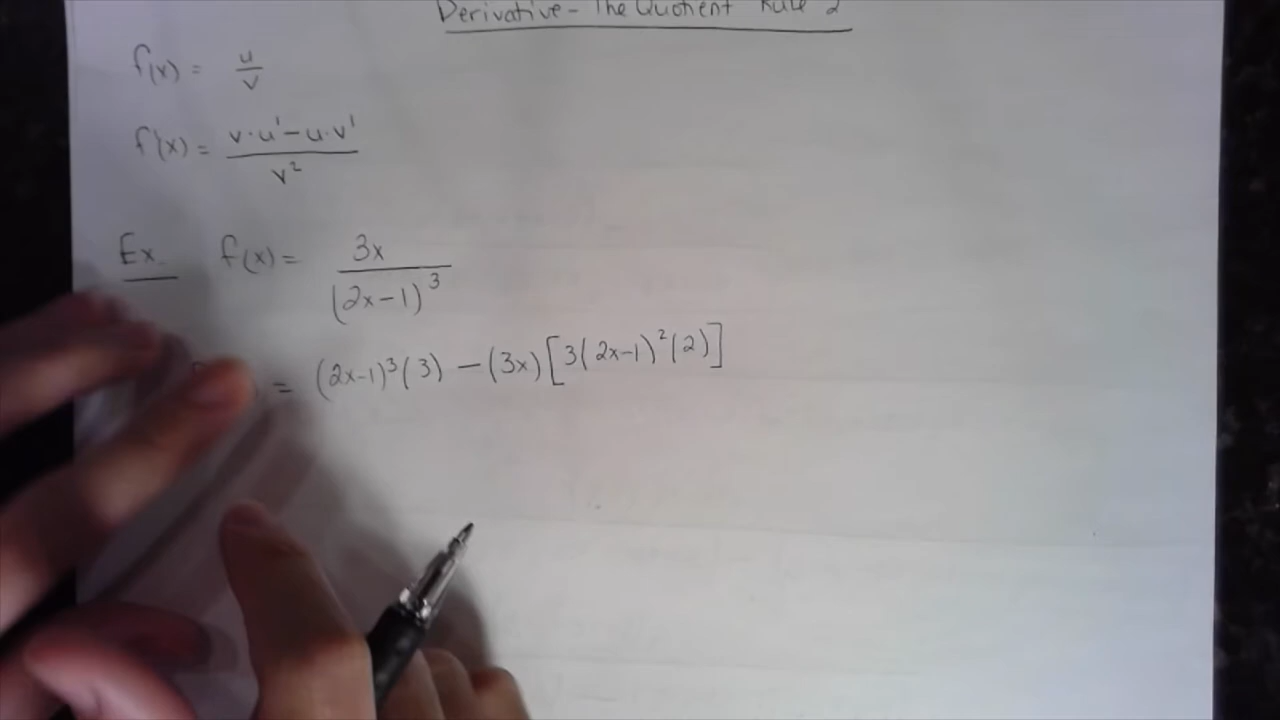 Derivative - The Quotient Rule 2
f(x) = u/v
f'(x) = v·u' - u·v' / v²
Ex. f(x) = 3x / (2x-1)³
= (2x-1)³(3) - (3x)[3(2x-1)²(2)]